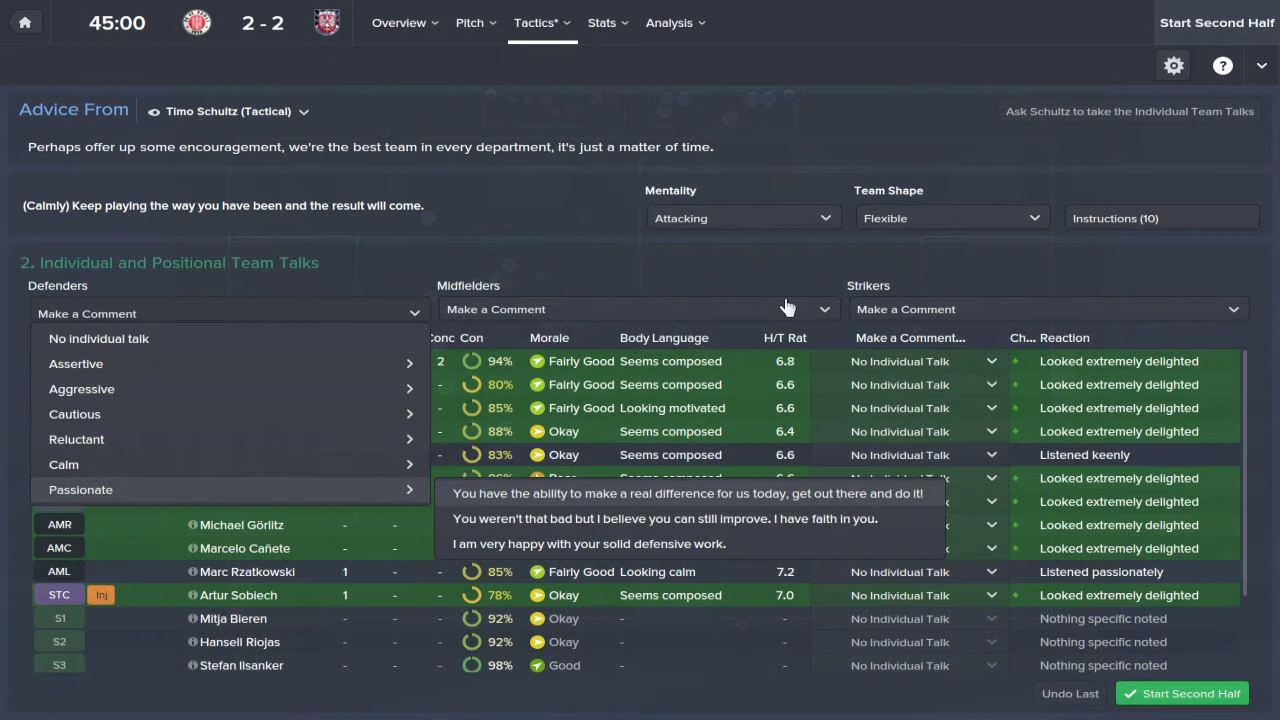 45:00 2 - 2 Overview Pitch Tactics* Stats Analysis Start Second Half
?
Advice From Timo Schultz (Tactical) Ask Schultz to take the Individual Team Talks
Perhaps offer up some encouragement, we're the best team in every department, it's just a matter of time.
Mentality Team Shape
(Calmly) Keep playing the way you have been and the result will come.
Attacking Flexible Instructions (10)
2. Individual and Positional Team Talks
Defenders Midfielders Strikers
Make a Comment Make a Comment Make a Comment
No individual talk Conc Con Morale Body Language H/T Rat Make a Comment... Ch... Reaction
Assertive 2 94% Fairly Good Seems composed 6.8 No Individual Talk Looked extremely delighted
Aggressive - 80% Fairly Good Seems composed 6.6 No Individual Talk Looked extremely delighted
Cautious - 85% Fairly Good Looking motivated 6.6 No Individual Talk Looked extremely delighted
Reluctant - 88% Okay Seems composed 6.4 No Individual Talk Looked extremely delighted
Calm - 83% Okay Seems composed 6.6 No Individual Talk Listened keenly
Passionate Looked extremely delighted
You have the ability to make a real difference for us today, get out there and do it! Looked extremely delighted
You weren't that bad but I believe you can still improve. I have faith in you.
I am very happy with your solid defensive work.
AMR Michael Görlitz - - Looked extremely delighted
AMC Marcelo Cañete - - Looked extremely delighted
AML Marc Rzatkowski 1 - - 85% Fairly Good Looking calm 7.2 No Individual Talk Listened passionately
STC Inj Artur Sobiech 1 - - 78% Okay Seems composed 7.0 No Individual Talk Looked extremely delighted
S1 Mitja Bieren - - - 92% Okay - - No Individual Talk Nothing specific noted
S2 Hansell Riojas - - - 92% Okay - - No Individual Talk Nothing specific noted
S3 Stefan Ilsanker - - - 98% Good - - No Individual Talk Nothing specific noted
Undo Last Start Second Half